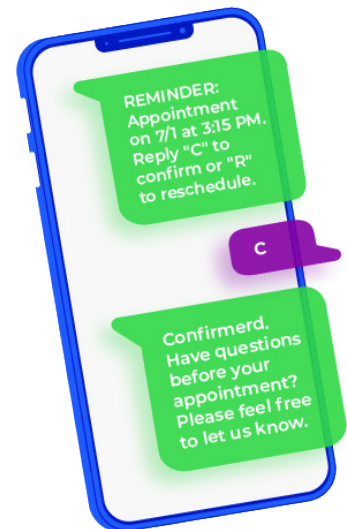 REMINDER:
Appointment
on 7/1 at 3:15 PM.
Reply "C" to
confirm or "R"
to reschedule.
C
Confirmerd.
Have questions
before your
appointment?
Please feel free
to let us know.